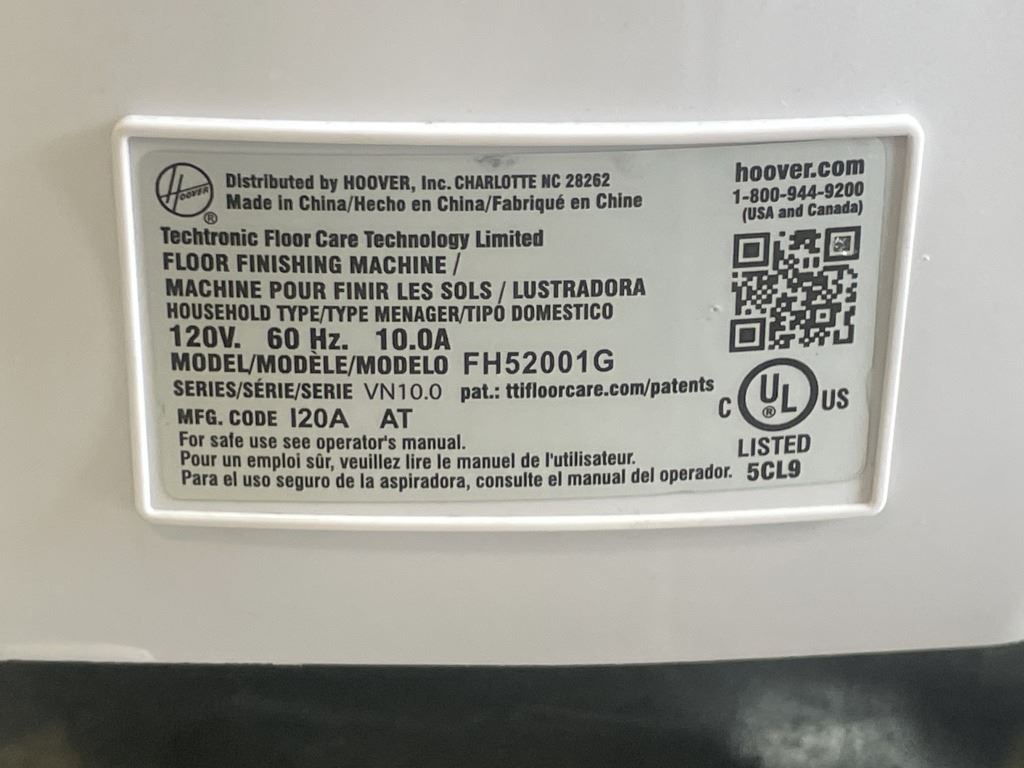 HOOVER
®
Distributed by HOOVER, Inc. CHARLOTTE NC 28262
Made in China/Hecho en China/Fabriqué en Chine
hoover.com
1-800-944-9200
(USA and Canada)
Techtronic Floor Care Technology Limited
FLOOR FINISHING MACHINE /
MACHINE POUR FINIR LES SOLS / LUSTRADORA
HOUSEHOLD TYPE/TYPE MENAGER/TIPO DOMESTICO
120V. 60 Hz. 10.0A
MODEL/MODÈLE/MODELO FH52001G
SERIES/SÉRIE/SERIE VN10.0 pat.: ttifloorcare.com/patents
MFG. CODE I20A AT
For safe use see operator's manual.
Pour un emploi sûr, veuillez lire le manuel de l'utilisateur.
Para el uso seguro de la aspiradora, consulte el manual del operador.
C UL ® US
LISTED
5CL9